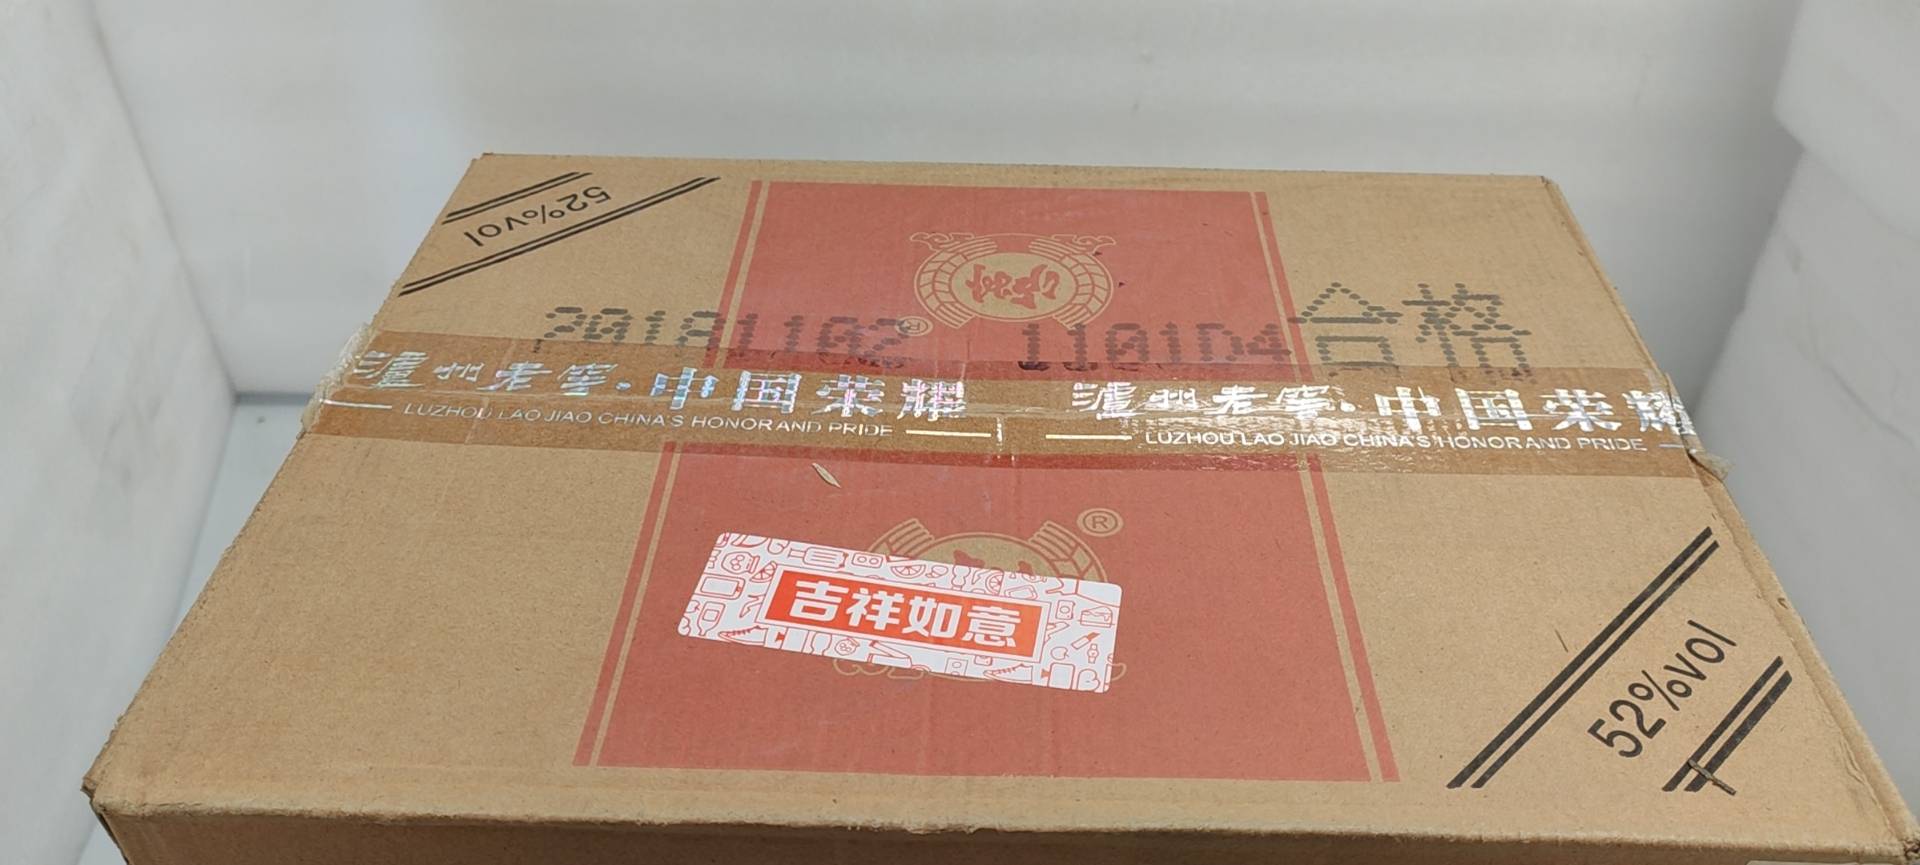 52%vol
20181102 110101D4 合格
泸州老窖·中国荣耀 泸州老窖·中国荣耀
LUZHOU LAO JIAO CHINA'S HONOR AND PRIDE LUZHOU LAO JIAO CHINA'S HONOR AND PRIDE
吉祥如意
52%vol